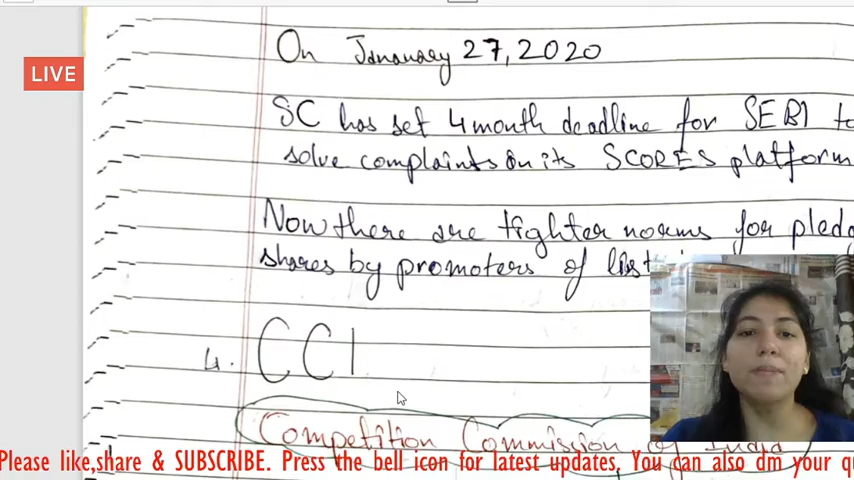 LIVE
On Jananary 27, 2020
SC has set 4 month deadline for SEBI to
solve complaints on its SCORES platform
Now there are tighter norms for pledg
shares by promoters of list
4. CCI
Competition Commission of India
Please like,share & SUBSCRIBE. Press the bell icon for latest updates, You can also dm your qu